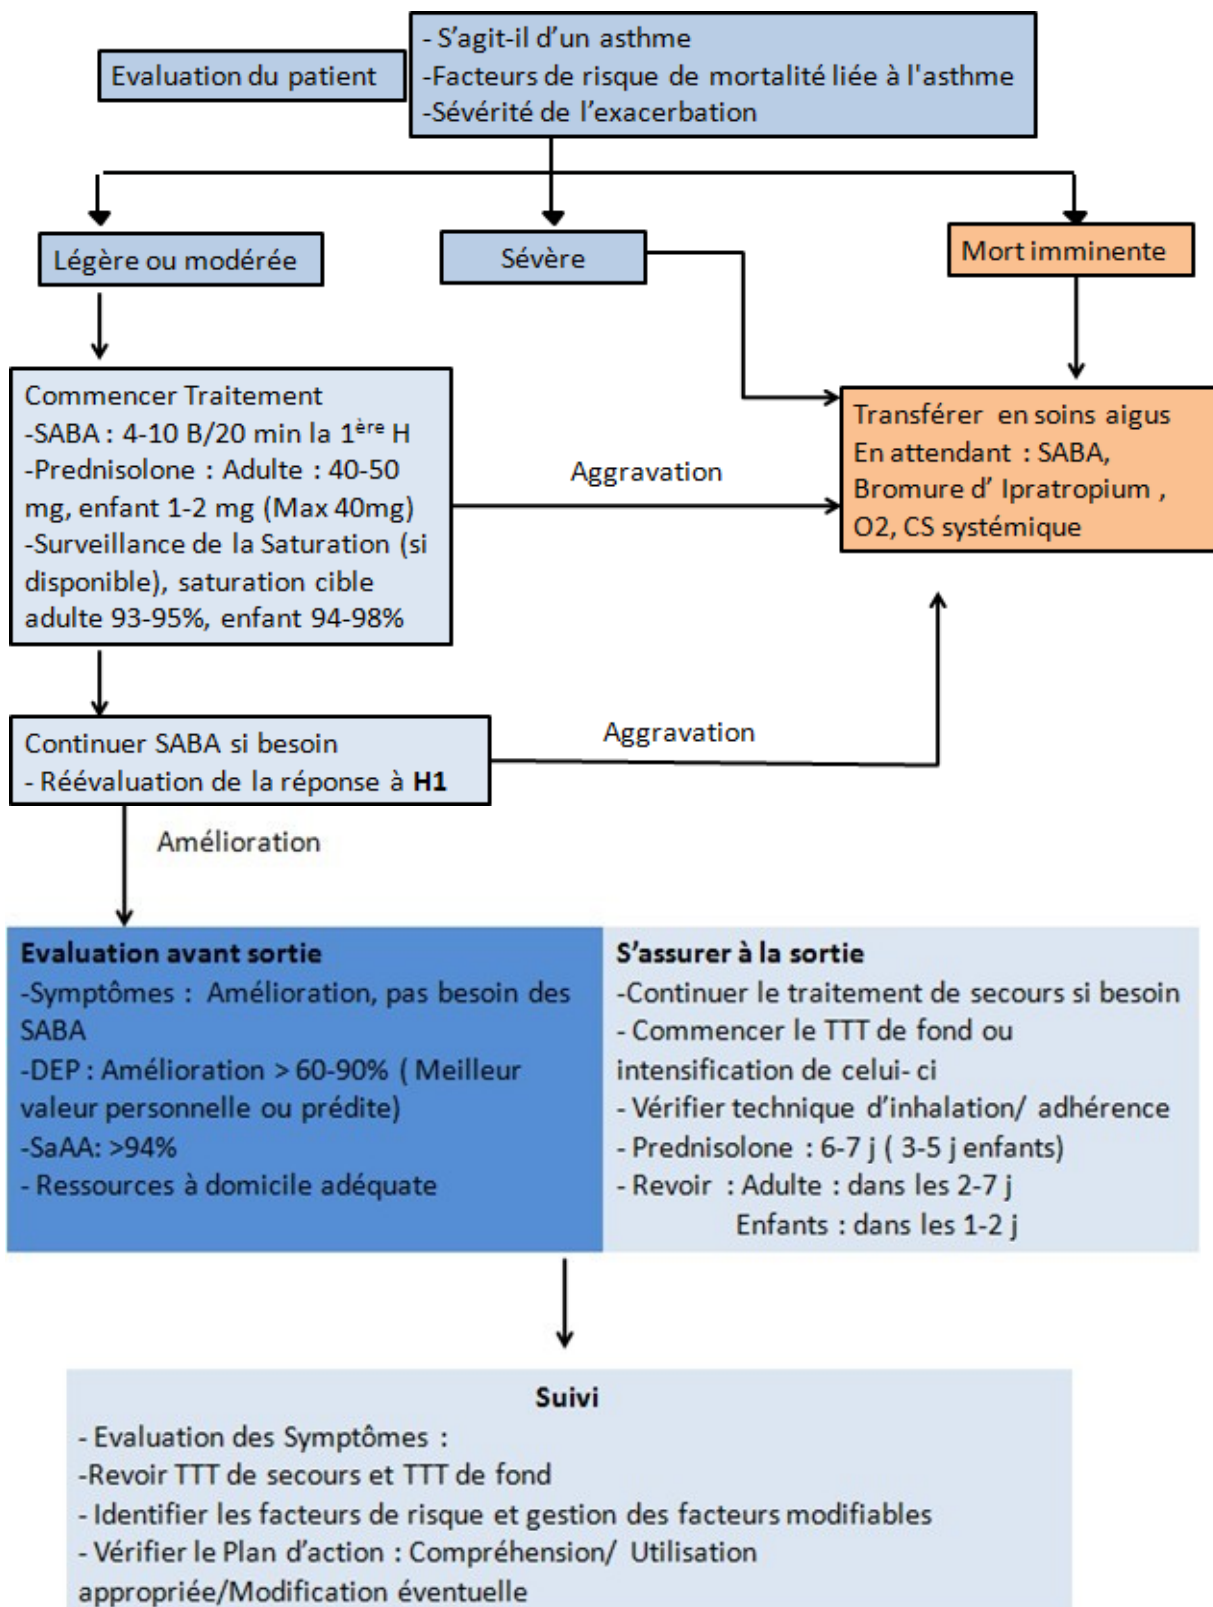 Evaluation du patient
- S'agit-il d'un asthme
-Facteurs de risque de mortalité liée à l'asthme
-Sévérité de l'exacerbation
Légère ou modérée
Sévère
Mort imminente
Commencer Traitement
-SABA : 4-10 B/20 min la 1ère H
-Prednisolone : Adulte : 40-50
mg, enfant 1-2 mg (Max 40mg)
-Surveillance de la Saturation (si
disponible), saturation cible
adulte 93-95%, enfant 94-98%
Aggravation
Transférer en soins aigus
En attendant : SABA,
Bromure d' Ipratropium ,
O2, CS systémique
Continuer SABA si besoin
- Réévaluation de la réponse à H1
Aggravation
Amélioration
Evaluation avant sortie
-Symptômes : Amélioration, pas besoin des
SABA
-DEP : Amélioration > 60-90% ( Meilleur
valeur personnelle ou prédite)
-SaAA: >94%
- Ressources à domicile adéquate
S'assurer à la sortie
-Continuer le traitement de secours si besoin
- Commencer le TTT de fond ou
intensification de celui- ci
- Vérifier technique d'inhalation/ adhérence
- Prednisolone : 6-7 j ( 3-5 j enfants)
- Revoir : Adulte : dans les 2-7 j
Enfants : dans les 1-2 j
Suivi
- Evaluation des Symptômes :
-Revoir TTT de secours et TTT de fond
- Identifier les facteurs de risque et gestion des facteurs modifiables
- Vérifier le Plan d'action : Compréhension/ Utilisation
appropriée/Modification éventuelle